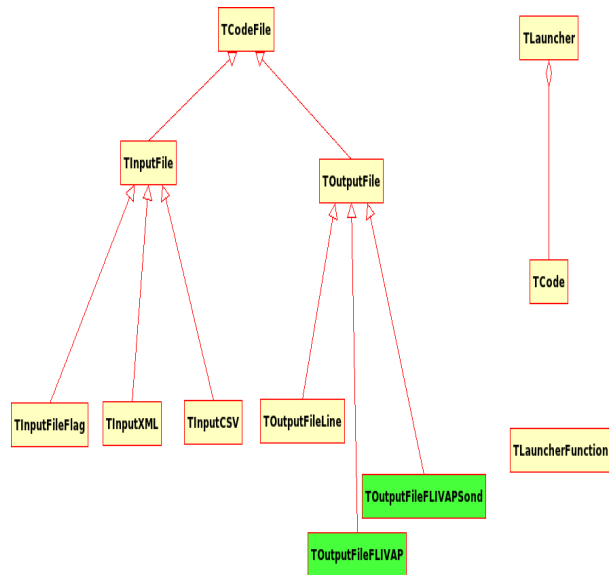 TCodeFile
TLauncher
TInputFile
TOutputFile
TCode
TInputFileFlag
TInputXML
TInputCSV
TOutputFileLine
TLauncherFunction
TOutputFileFLIVAPSond
TOutputFileFLIVAP